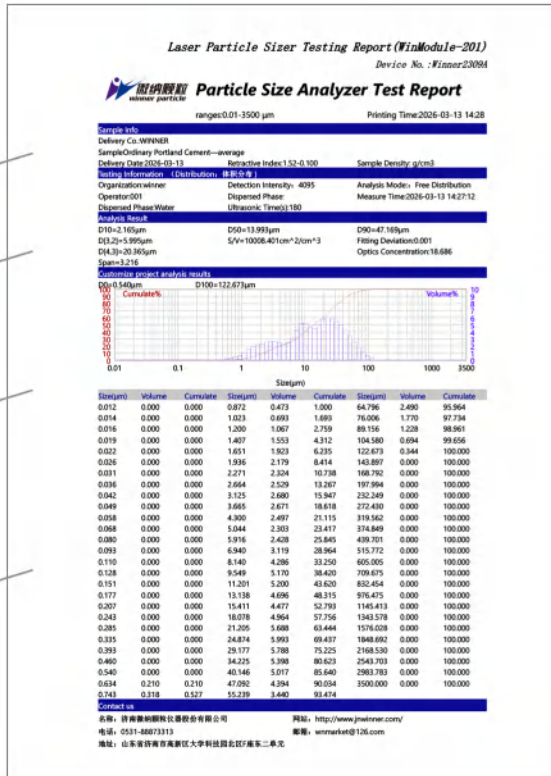 Laser Particle Sizer Testing Report(WinModule-201)
Device No.:Winner2309A
微纳颗粒
winner particle
Particle Size Analyzer Test Report
ranges:0.01-3500 μm Printing Time:2026-03-13 14:28
Sample Info
Delivery Co.:WINNER
SampleOrdinary Portland Cement—average
Delivery Date:2026-03-13 Retractive Index:1.52-0.100 Sample Density: g/cm3
Testing Information （Distribution：体积分布）
Organization:winner Detection Intensity：4095 Analysis Mode:：Free Distribution
Operator:001 Dispersed Phase: Measure Time:2026-03-13 14:27:12
Dispersed Phase:Water Ultrasonic Time(s):180
Analysis Result
D10=2.165μm D50=13.993μm D90=47.169μm
D[3,2]=5.995μm S/V=10008.401cm^2/cm^3 Fitting Deviation:0.001
D[4,3]=20.365μm Optics Concentration:18.686
Span=3.216
Customize project analysis results
D0=0.540μm D100=122.673μm
Cumulate% Volume%
100 10
90 9
80 8
70 7
60 6
50 5
40 4
30 3
20 2
10 1
0 0
0.01 0.1 1 10 100 1000 3500
Size(μm)
Size(μm) Volume Cumulate Size(μm) Volume Cumulate Size(μm) Volume Cumulate
0.012 0.000 0.000 0.872 0.473 1.000 64.796 2.490 95.964
0.014 0.000 0.000 1.023 0.693 1.693 76.006 1.770 97.734
0.016 0.000 0.000 1.200 1.067 2.759 89.156 1.228 98.961
0.019 0.000 0.000 1.407 1.553 4.312 104.580 0.694 99.656
0.022 0.000 0.000 1.651 1.923 6.235 122.673 0.344 100.000
0.026 0.000 0.000 1.936 2.179 8.414 143.897 0.000 100.000
0.031 0.000 0.000 2.271 2.324 10.738 168.792 0.000 100.000
0.036 0.000 0.000 2.664 2.529 13.267 197.994 0.000 100.000
0.042 0.000 0.000 3.125 2.680 15.947 232.249 0.000 100.000
0.049 0.000 0.000 3.665 2.671 18.618 272.430 0.000 100.000
0.058 0.000 0.000 4.300 2.497 21.115 319.562 0.000 100.000
0.068 0.000 0.000 5.044 2.303 23.417 374.849 0.000 100.000
0.080 0.000 0.000 5.916 2.428 25.845 439.701 0.000 100.000
0.093 0.000 0.000 6.940 3.119 28.964 515.772 0.000 100.000
0.110 0.000 0.000 8.140 4.286 33.250 605.005 0.000 100.000
0.128 0.000 0.000 9.549 5.170 38.420 709.675 0.000 100.000
0.151 0.000 0.000 11.201 5.200 43.620 832.454 0.000 100.000
0.177 0.000 0.000 13.138 4.696 48.315 976.475 0.000 100.000
0.207 0.000 0.000 15.411 4.477 52.793 1145.413 0.000 100.000
0.243 0.000 0.000 18.078 4.964 57.756 1343.578 0.000 100.000
0.285 0.000 0.000 21.205 5.688 63.444 1576.028 0.000 100.000
0.335 0.000 0.000 24.874 5.993 69.437 1848.692 0.000 100.000
0.393 0.000 0.000 29.177 5.788 75.225 2168.530 0.000 100.000
0.460 0.000 0.000 34.225 5.398 80.623 2543.703 0.000 100.000
0.540 0.000 0.000 40.146 5.017 85.640 2983.783 0.000 100.000
0.634 0.210 0.210 47.092 4.394 90.034 3500.000 0.000 100.000
0.743 0.318 0.527 55.239 3.440 93.474
Contact us
名称：济南微纳颗粒仪器股份有限公司 网站：http://www.jnwinner.com/
电话：0531-88873313 邮箱：wnmarket@126.com
地址：山东省济南市高新区大学科技园北区F座东二单元